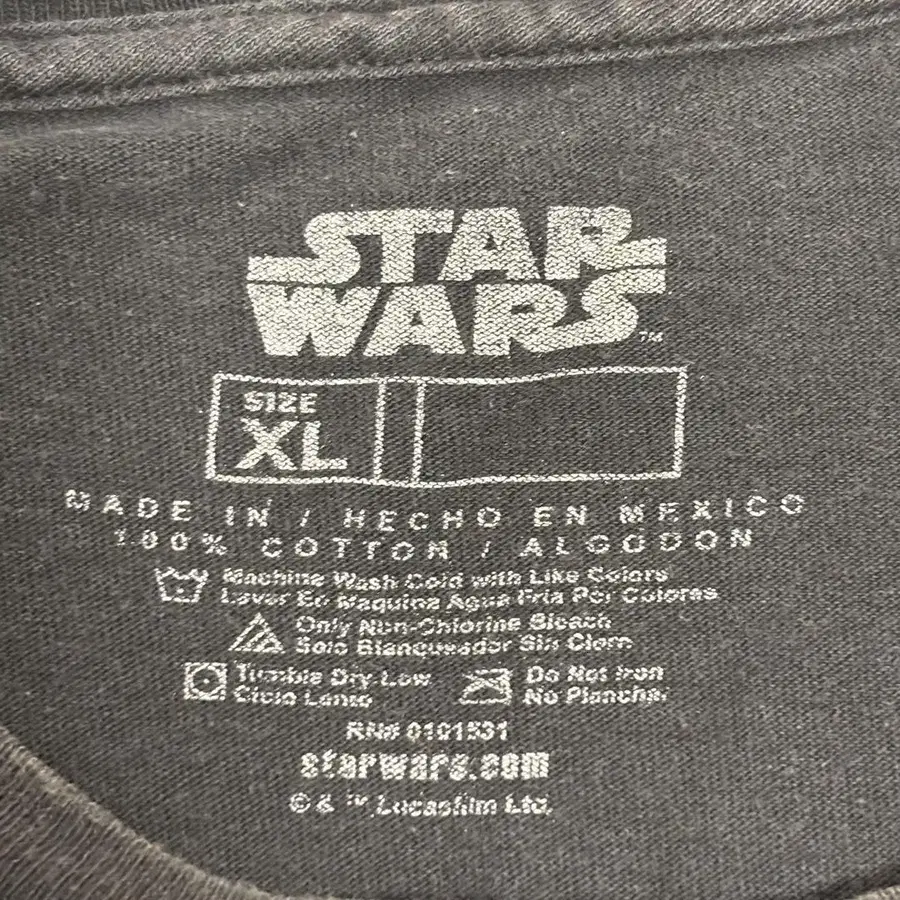 STAR
WARS™
SIZE
XL
MADE IN / HECHO EN MEXICO
100% COTTON / ALGODON
Machine Wash Cold with Like Colors
Lavar En Maquina Agua Fria Por Colores
Only Non-Chlorine Bleach
Solo Blanqueador Sin Cloro
Tumble Dry Low
Ciclo Lento
Do Not Iron
No Planchar
RN# 0101531
starwars.com
© & ™ Lucasfilm Ltd.